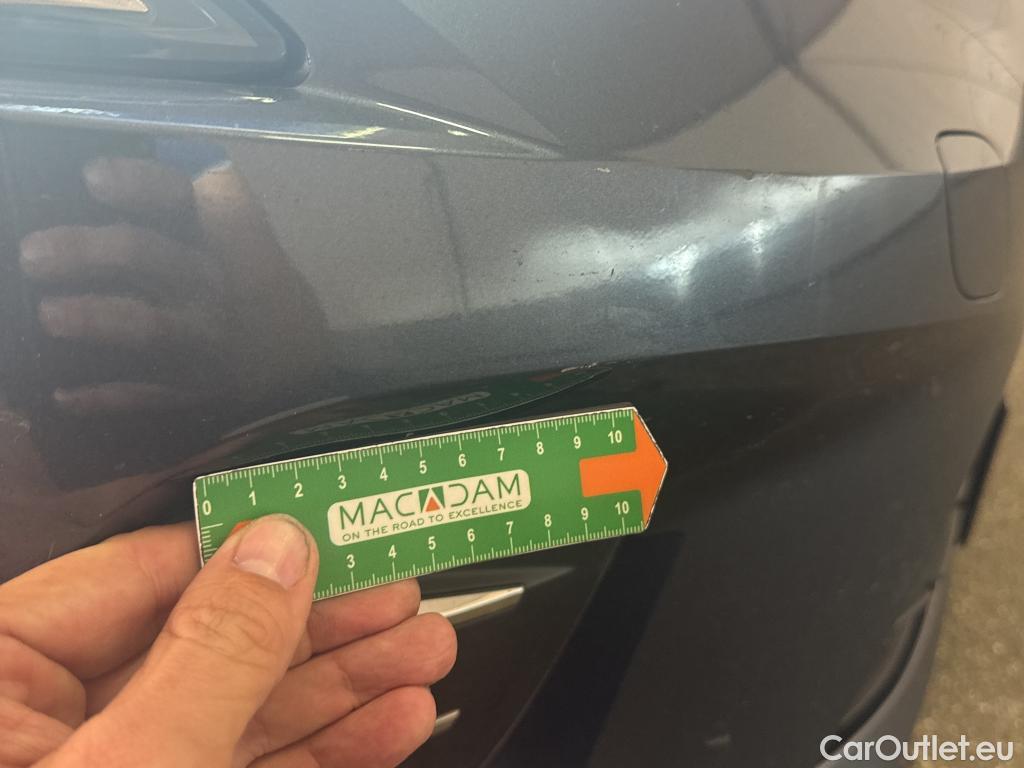 0 1 2 3 4 5 6 7 8 9 10
MACADAM
ON THE ROAD TO EXCELLENCE
3 4 5 6 7 8 9 10
CarOutlet.eu